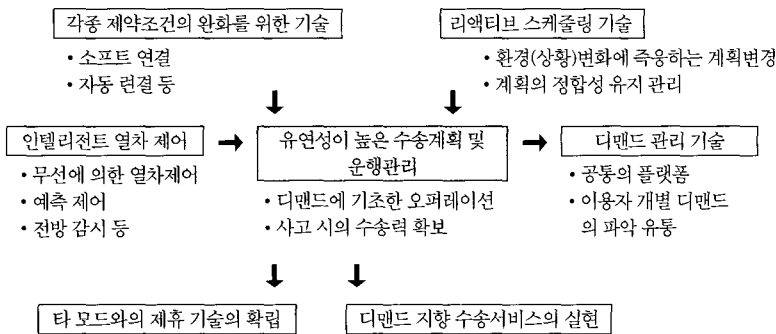 각종 제약조건의 완화를 위한 기술
• 소프트 연결
• 자동 련결 등
리액티브 스케줄링 기술
• 환경(상황)변화에 즉응하는 계획변경
• 계획의 정합성 유지 관리
인텔리전트 열차 제어
• 무선에 의한 열차제어
• 예측 제어
• 전방 감시 등
유연성이 높은 수송계획 및
운행관리
• 디맨드에 기초한 오퍼레이션
• 사고 시의 수송력 확보
디맨드 관리 기술
• 공통의 플랫폼
• 이용자 개별 디맨드
의 파악 유통
타 모드와의 제휴 기술의 확립
디맨드 지향 수송서비스의 실현